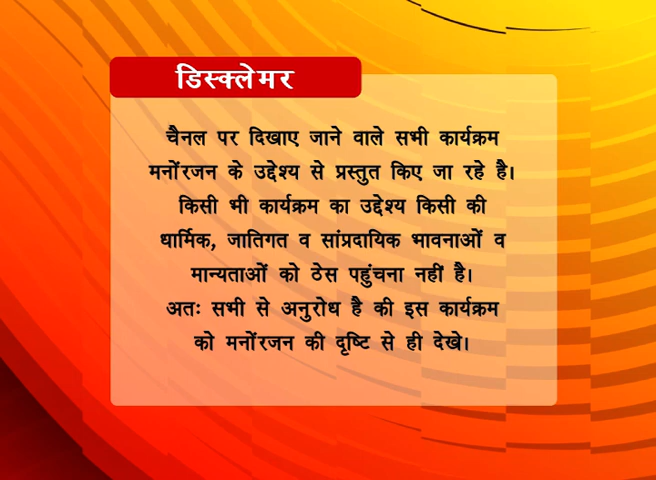 डिस्क्लेमर
चैनल पर दिखाए जाने वाले सभी कार्यक्रम
मनोंरजन के उद्देश्य से प्रस्तुत किए जा रहे है।
किसी भी कार्यक्रम का उद्देश्य किसी की
धार्मिक, जातिगत व सांप्रदायिक भावनाओं व
मान्यताओं को ठेस पहुंचना नहीं है।
अतः सभी से अनुरोध है की इस कार्यक्रम
को मनोंरजन की दृष्टि से ही देखे।